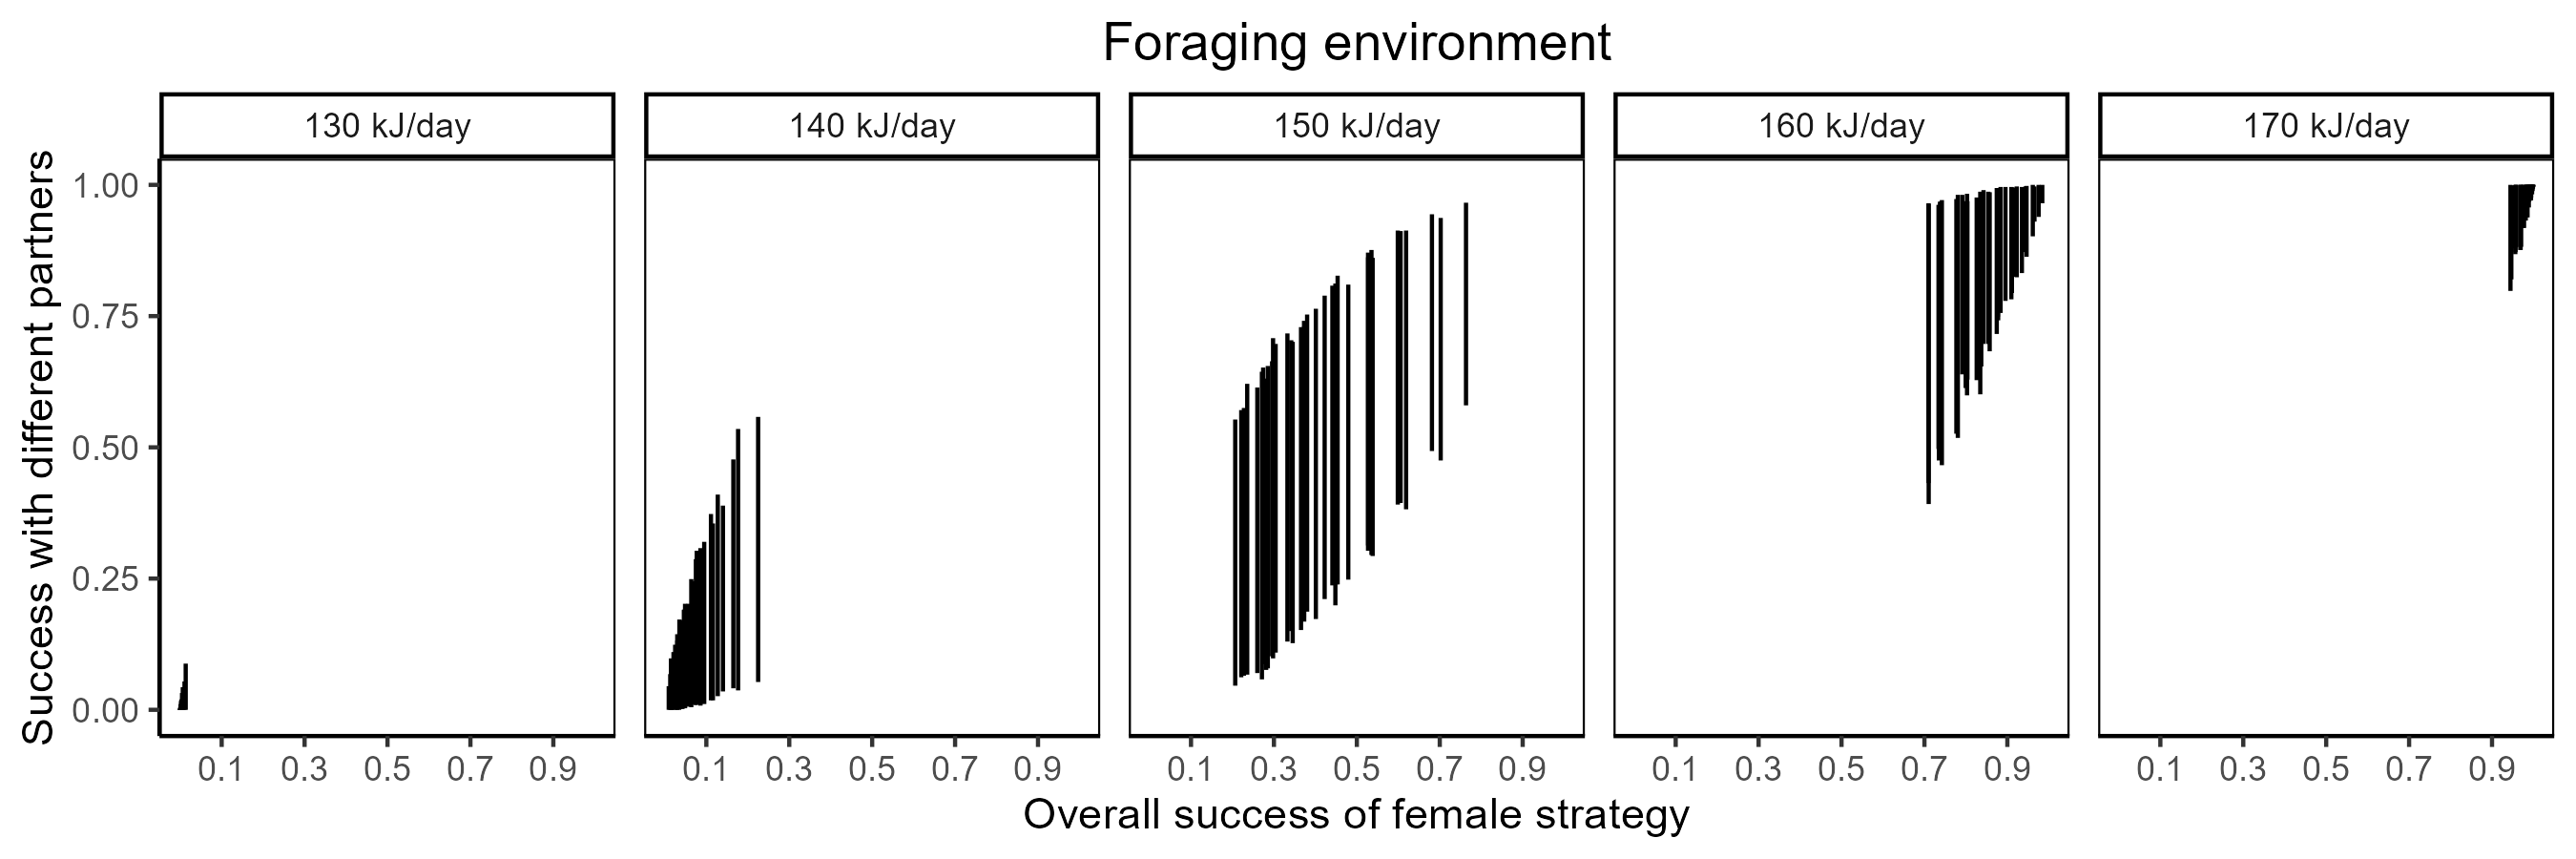 Foraging environment
130 kJ/day 140 kJ/day 150 kJ/day 160 kJ/day 170 kJ/day
Success with different partners
1.00
0.75
0.50
0.25
0.00
0.1 0.3 0.5 0.7 0.9 0.1 0.3 0.5 0.7 0.9 0.1 0.3 0.5 0.7 0.9 0.1 0.3 0.5 0.7 0.9 0.1 0.3 0.5 0.7 0.9
Overall success of female strategy